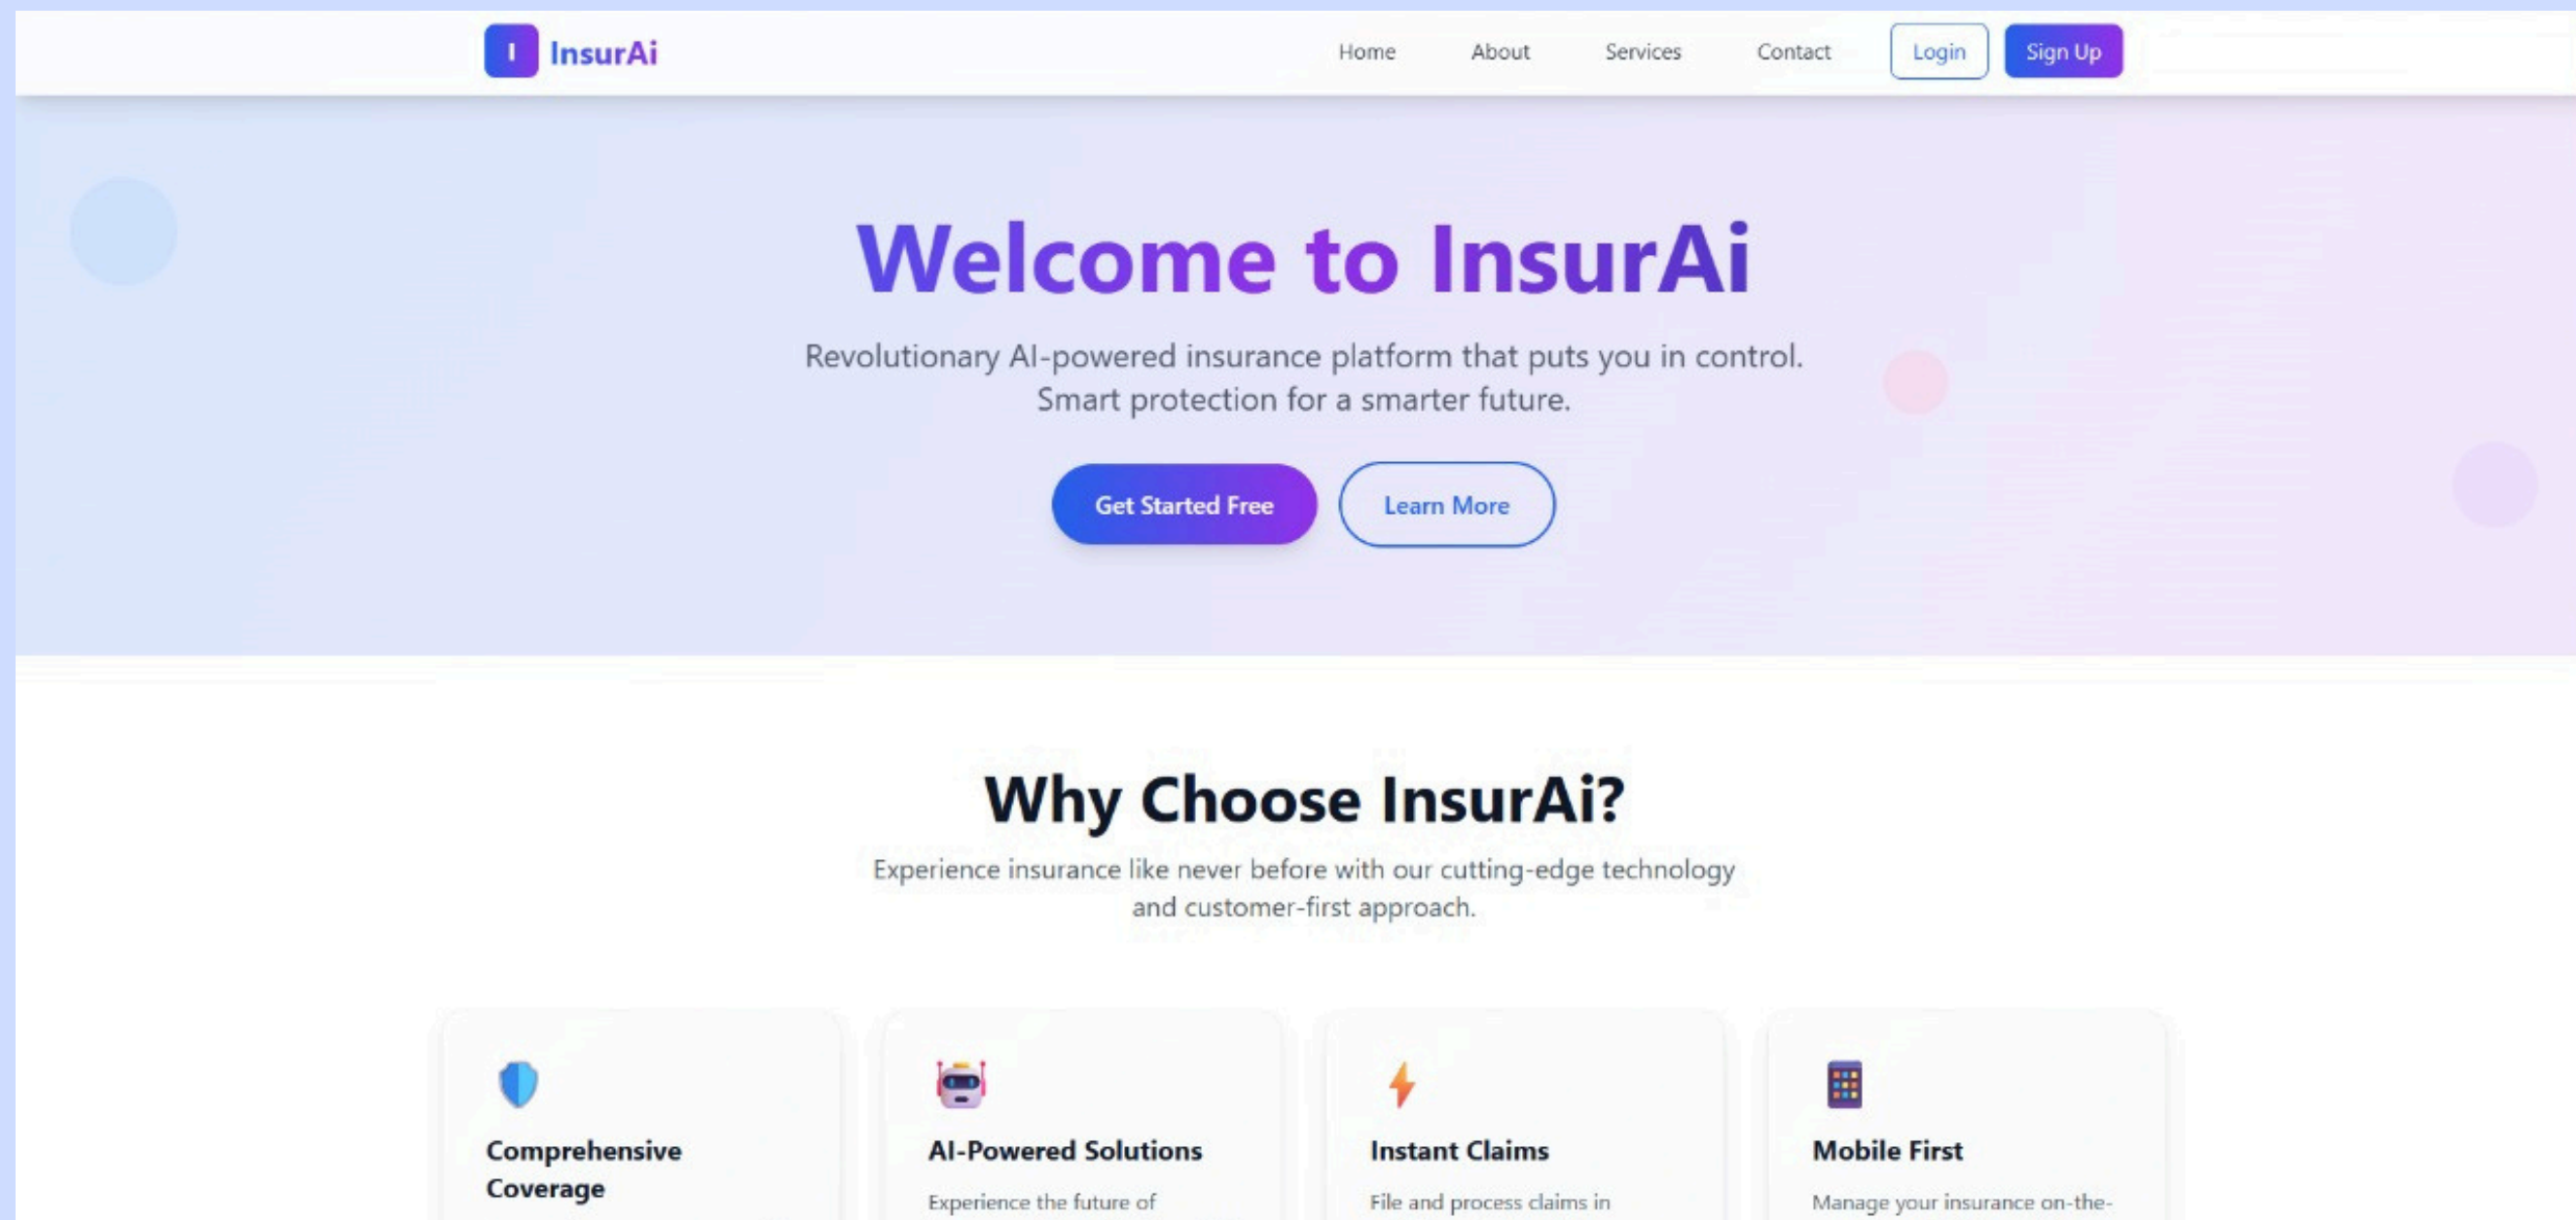 I InsurAi
Home About Services Contact Login Sign Up
Welcome to InsurAi
Revolutionary AI-powered insurance platform that puts you in control.
Smart protection for a smarter future.
Get Started Free Learn More
Why Choose InsurAi?
Experience insurance like never before with our cutting-edge technology
and customer-first approach.
Comprehensive
Coverage
AI-Powered Solutions
Experience the future of
Instant Claims
File and process claims in
Mobile First
Manage your insurance on-the-